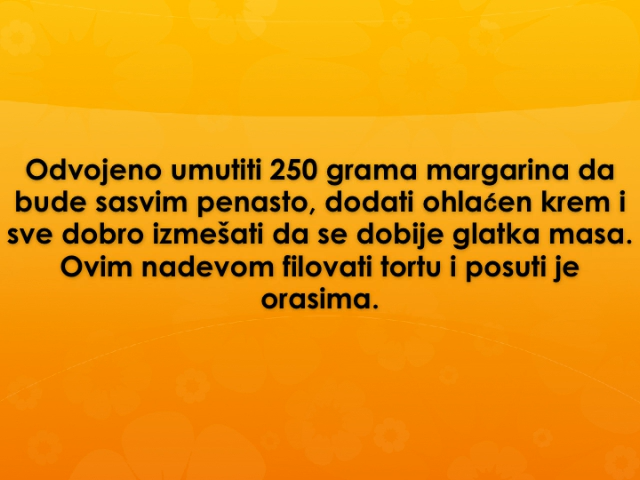 Odvojeno umutiti 250 grama margarina da
bude sasvim penasto, dodati ohlaćen krem i
sve dobro izmešati da se dobije glatka masa.
Ovim nadevom filovati tortu i posuti je
orasima.